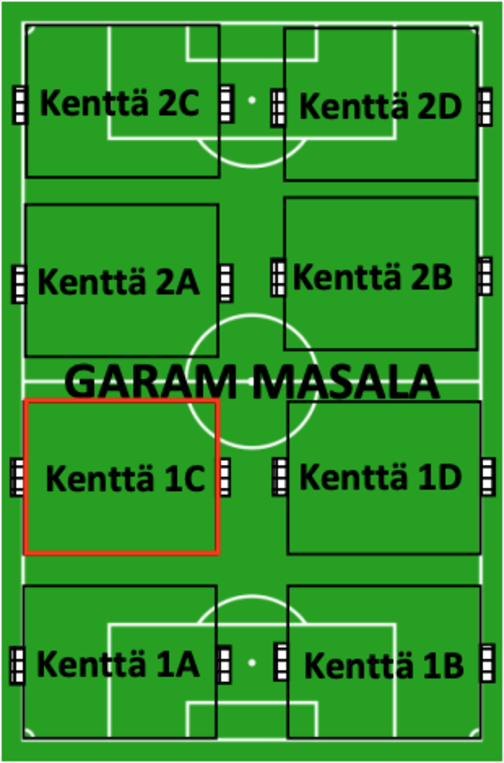 Kenttä 2C
Kenttä 2D
Kenttä 2A
Kenttä 2B
GARAM MASALA
Kenttä 1C
Kenttä 1D
Kenttä 1A
Kenttä 1B